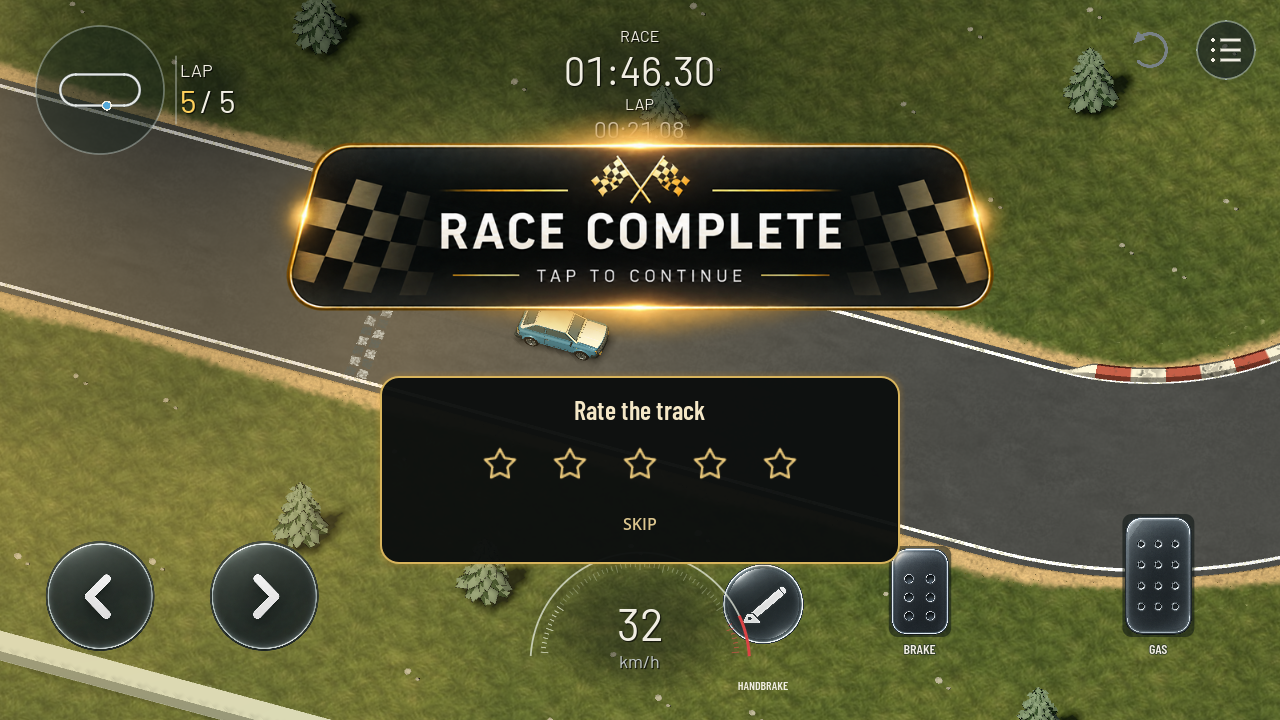 LAP
5 / 5
RACE
01:46.30
LAP
00:21.08
RACE COMPLETE
TAP TO CONTINUE
Rate the track
SKIP
32
km/h
HANDBRAKE
BRAKE
GAS